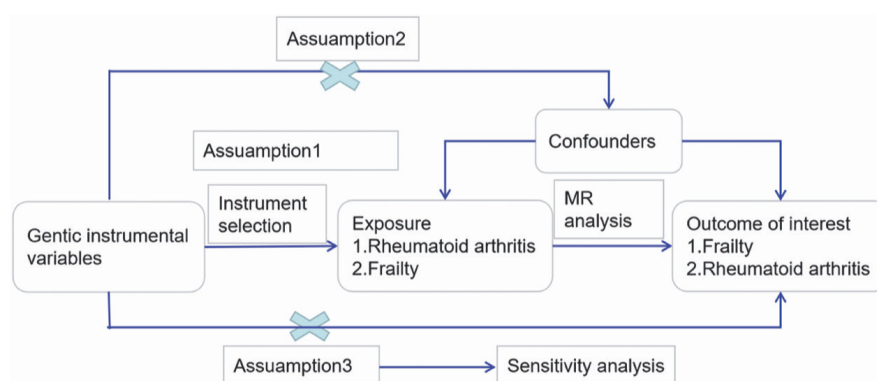 Assuamption2
Confounders
Assuamption1
Instrument
selection
MR
analysis
Gentic instrumental
variables
Exposure
1.Rheumatoid arthritis
2.Frailty
Outcome of interest
1.Frailty
2.Rheumatoid arthritis
Assuamption3
Sensitivity analysis